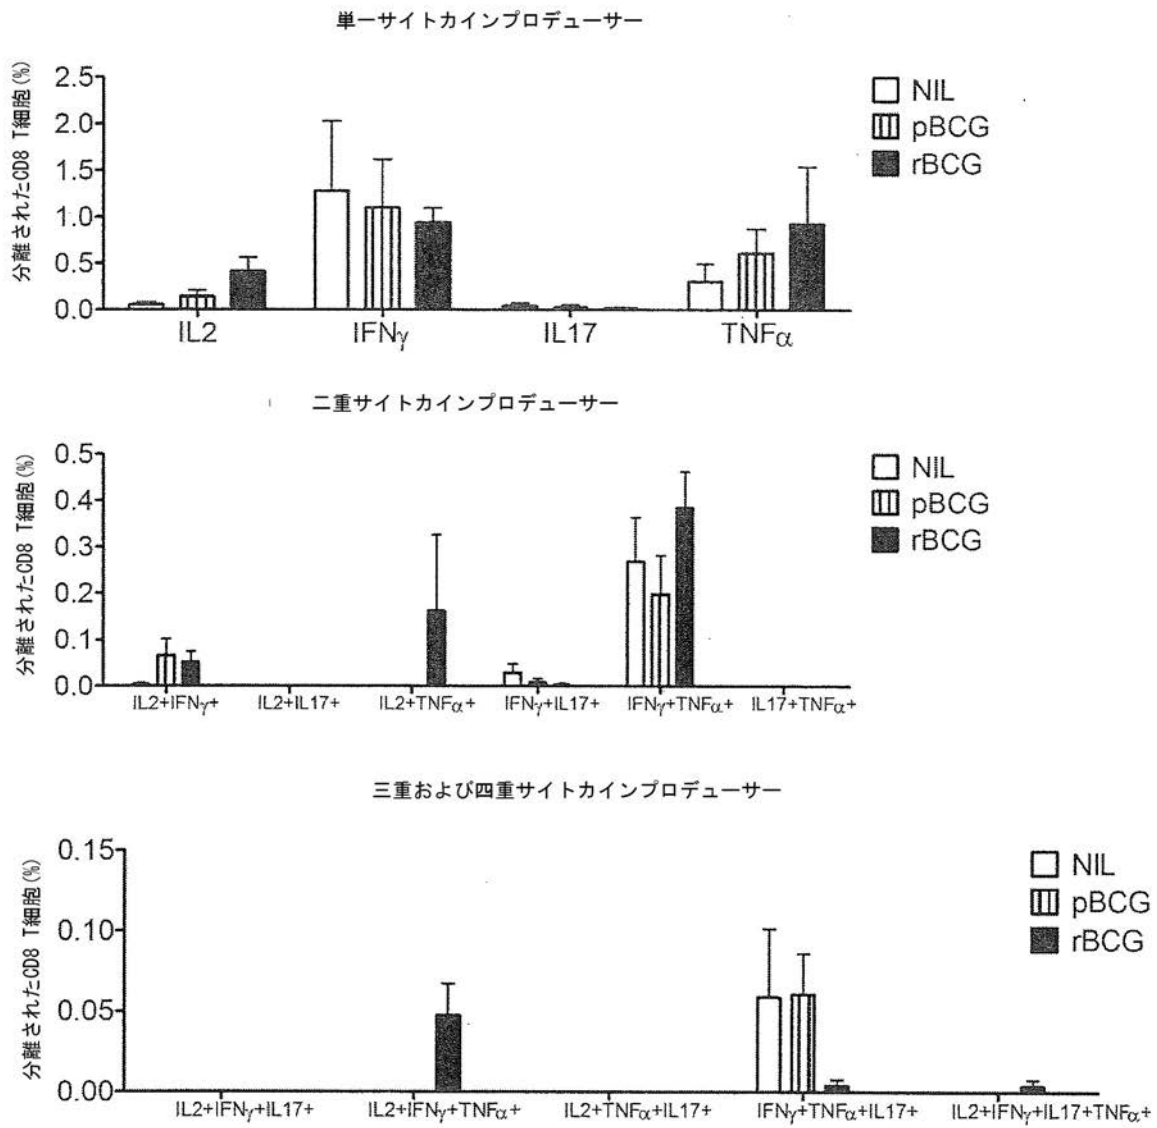 単一サイトカインプロデューサー
分離されたCD8 T細胞(%)
2.5
2.0
1.5
1.0
0.5
0.0
IL2
IFNγ
IL17
TNFα
NIL
pBCG
rBCG
二重サイトカインプロデューサー
分離されたCD8 T細胞(%)
0.5
0.4
0.3
0.2
0.1
0.0
IL2+IFNγ+
IL2+IL17+
IL2+TNFα+
IFNγ+IL17+
IFNγ+TNFα+
IL17+TNFα+
NIL
pBCG
rBCG
三重および四重サイトカインプロデューサー
分離されたCD8 T細胞(%)
0.15
0.10
0.05
0.00
IL2+IFNγ+IL17+
IL2+IFNγ+TNFα+
IL2+TNFα+IL17+
IFNγ+TNFα+IL17+
IL2+IFNγ+IL17+TNFα+
NIL
pBCG
rBCG